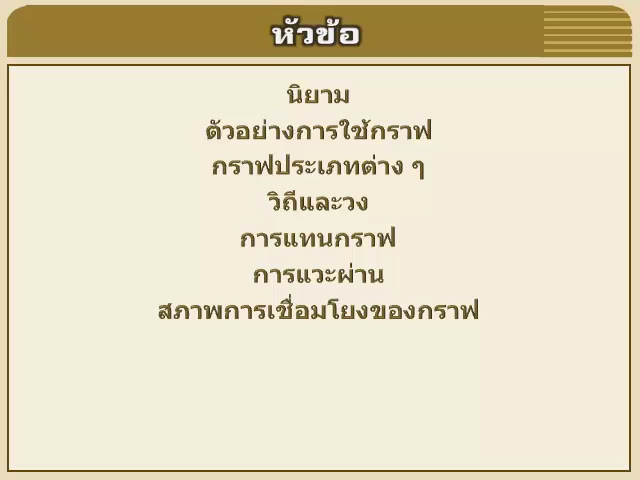 หัวข้อ
นิยาม
ตัวอย่างการใช้กราฟ
กราฟประเภทต่าง ๆ
วิถีและวง
การแทนกราฟ
การแวะผ่าน
สภาพการเชื่อมโยงของกราฟ